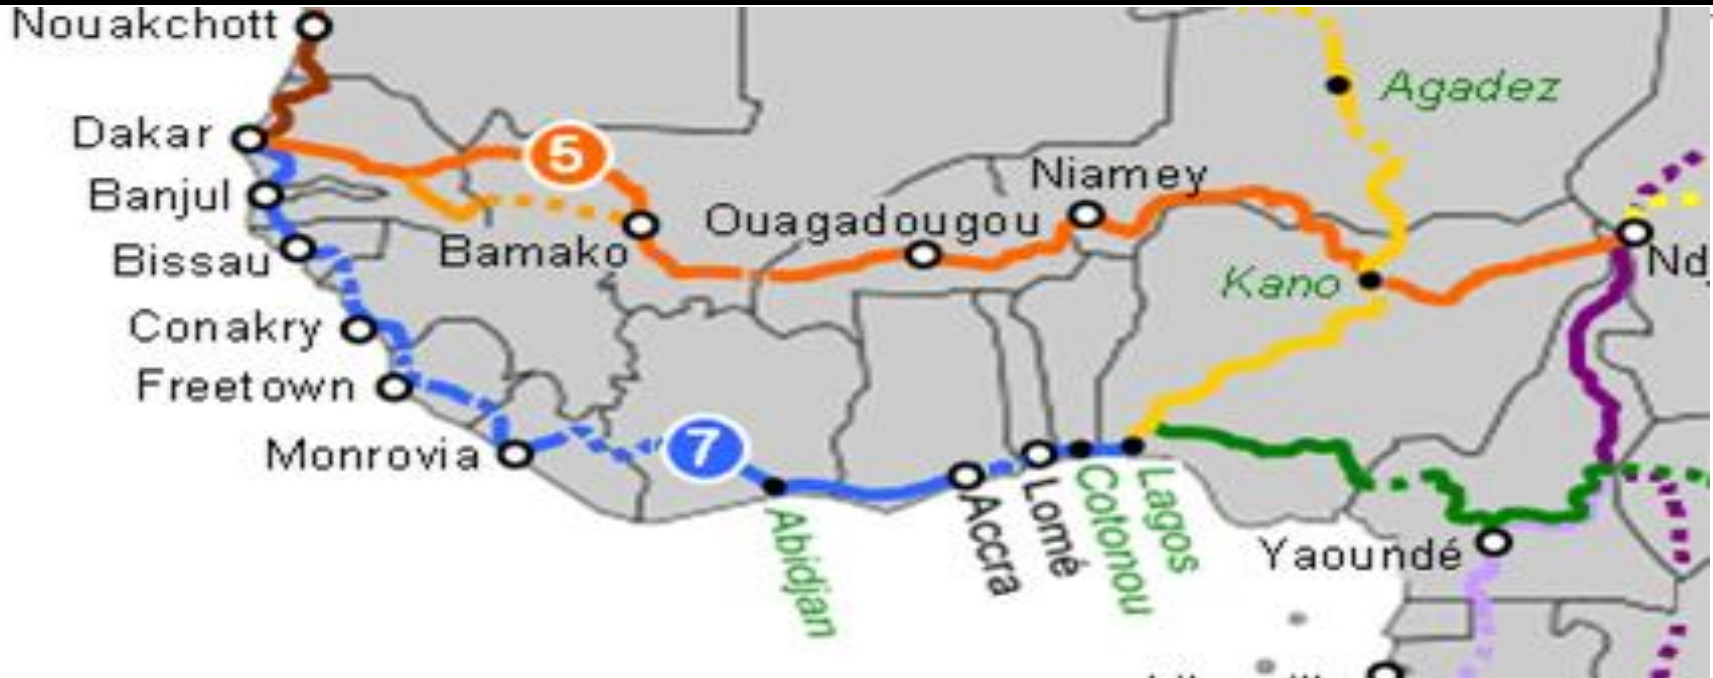 Nouakchott
Agadez
Dakar
5
Niamey
Banjul
Ouagadougou
Bamako
Bissau
Kano
Conakry
Freetown
7
Monrovia
Abidjan
Accra
Lomé
Cotonou
Lagos
Yaoundé